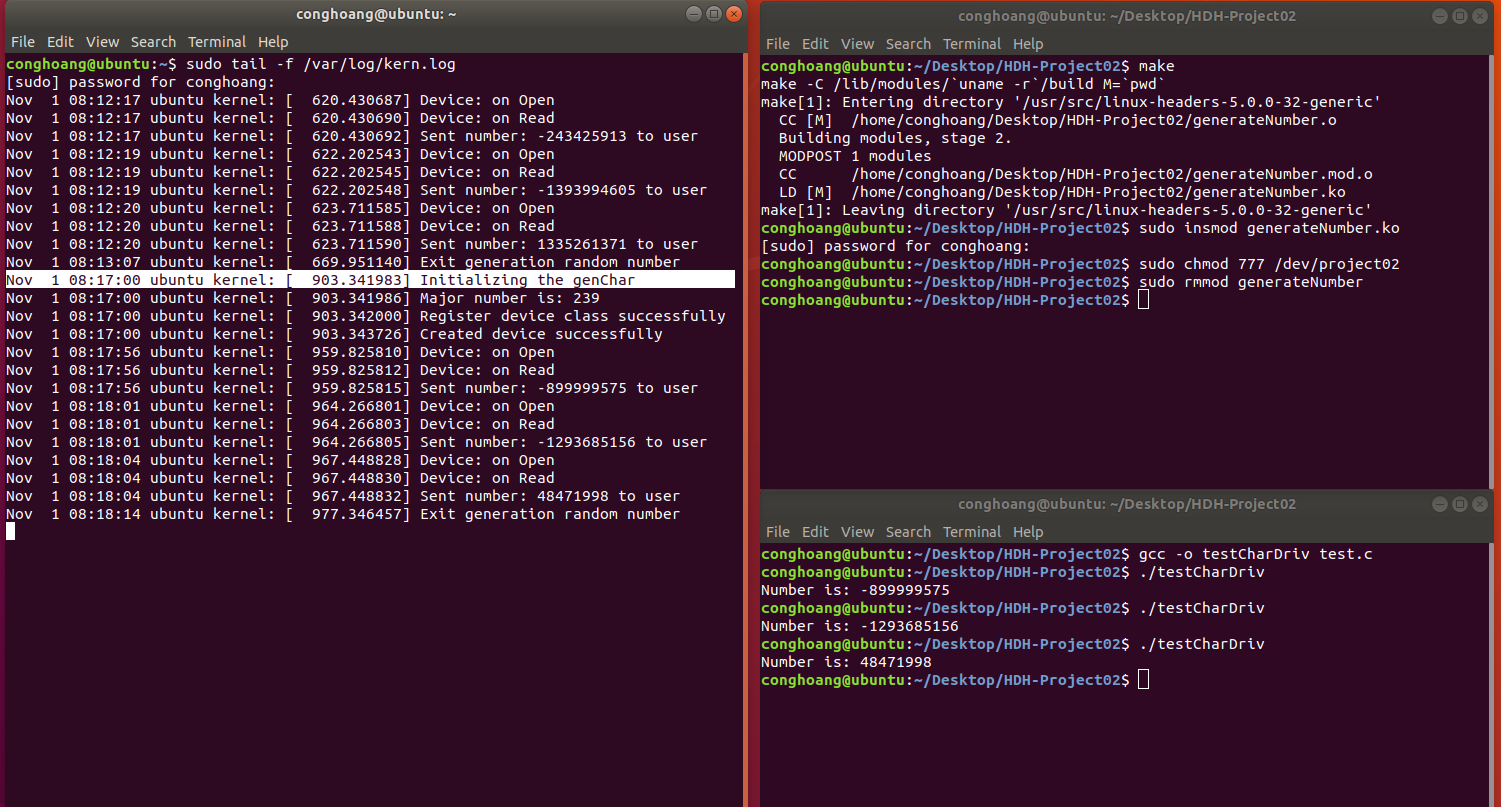 conghoang@ubuntu: ~
File Edit View Search Terminal Help
conghoang@ubuntu:~$ sudo tail -f /var/log/kern.log
[sudo] password for conghoang:
Nov  1 08:12:17 ubuntu kernel: [  620.430687] Device: on Open
Nov  1 08:12:17 ubuntu kernel: [  620.430690] Device: on Read
Nov  1 08:12:17 ubuntu kernel: [  620.430692] Sent number: -243425913 to user
Nov  1 08:12:19 ubuntu kernel: [  622.202543] Device: on Open
Nov  1 08:12:19 ubuntu kernel: [  622.202545] Device: on Read
Nov  1 08:12:19 ubuntu kernel: [  622.202548] Sent number: -1393994605 to user
Nov  1 08:12:20 ubuntu kernel: [  623.711585] Device: on Open
Nov  1 08:12:20 ubuntu kernel: [  623.711588] Device: on Read
Nov  1 08:12:20 ubuntu kernel: [  623.711590] Sent number: 1335261371 to user
Nov  1 08:13:07 ubuntu kernel: [  669.951140] Exit generation random number
Nov  1 08:17:00 ubuntu kernel: [  903.341983] Initializing the genChar
Nov  1 08:17:00 ubuntu kernel: [  903.341986] Major number is: 239
Nov  1 08:17:00 ubuntu kernel: [  903.342000] Register device class successfully
Nov  1 08:17:00 ubuntu kernel: [  903.343726] Created device successfully
Nov  1 08:17:56 ubuntu kernel: [  959.825810] Device: on Open
Nov  1 08:17:56 ubuntu kernel: [  959.825812] Device: on Read
Nov  1 08:17:56 ubuntu kernel: [  959.825815] Sent number: -899999575 to user
Nov  1 08:18:01 ubuntu kernel: [  964.266801] Device: on Open
Nov  1 08:18:01 ubuntu kernel: [  964.266803] Device: on Read
Nov  1 08:18:01 ubuntu kernel: [  964.266805] Sent number: -1293685156 to user
Nov  1 08:18:04 ubuntu kernel: [  967.448828] Device: on Open
Nov  1 08:18:04 ubuntu kernel: [  967.448830] Device: on Read
Nov  1 08:18:04 ubuntu kernel: [  967.448832] Sent number: 48471998 to user
Nov  1 08:18:14 ubuntu kernel: [  977.346457] Exit generation random number
conghoang@ubuntu: ~/Desktop/HDH-Project02
File Edit View Search Terminal Help
conghoang@ubuntu:~/Desktop/HDH-Project02$ make
make -C /lib/modules/`uname -r`/build M=`pwd`
make[1]: Entering directory '/usr/src/linux-headers-5.0.0-32-generic'
  CC [M]  /home/conghoang/Desktop/HDH-Project02/generateNumber.o
  Building modules, stage 2.
  MODPOST 1 modules
  CC      /home/conghoang/Desktop/HDH-Project02/generateNumber.mod.o
  LD [M]  /home/conghoang/Desktop/HDH-Project02/generateNumber.ko
make[1]: Leaving directory '/usr/src/linux-headers-5.0.0-32-generic'
conghoang@ubuntu:~/Desktop/HDH-Project02$ sudo insmod generateNumber.ko
[sudo] password for conghoang:
conghoang@ubuntu:~/Desktop/HDH-Project02$ sudo chmod 777 /dev/project02
conghoang@ubuntu:~/Desktop/HDH-Project02$ sudo rmmod generateNumber
conghoang@ubuntu:~/Desktop/HDH-Project02$
conghoang@ubuntu: ~/Desktop/HDH-Project02
File Edit View Search Terminal Help
conghoang@ubuntu:~/Desktop/HDH-Project02$ gcc -o testCharDriv test.c
conghoang@ubuntu:~/Desktop/HDH-Project02$ ./testCharDriv
Number is: -899999575
conghoang@ubuntu:~/Desktop/HDH-Project02$ ./testCharDriv
Number is: -1293685156
conghoang@ubuntu:~/Desktop/HDH-Project02$ ./testCharDriv
Number is: 48471998
conghoang@ubuntu:~/Desktop/HDH-Project02$